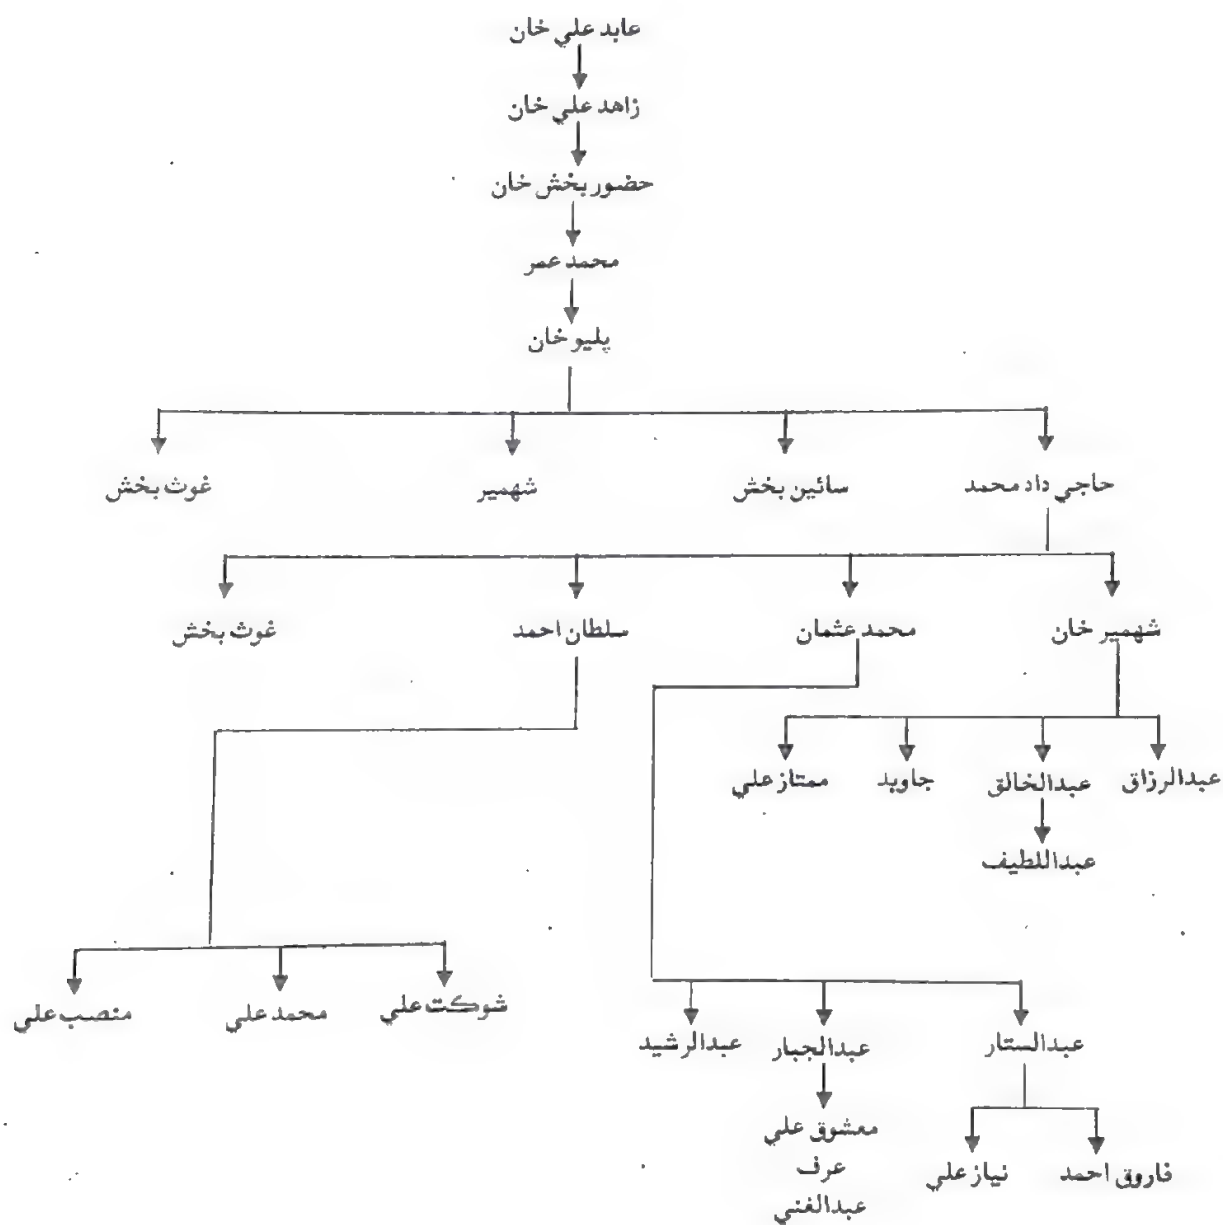 عابد علي خان
زاهد علي خان
حضور بخش خان
محمد عمر
پليو خان
حاجي داد محمد
سائين بخش
شهمير
غوث بخش
شهمير خان
محمد عثمان
سلطان احمد
غوث بخش
عبدالرزاق
عبدالخالق
جاويد
ممتاز علي
عبداللطيف
شوڪت علي
محمد علي
منصب علي
عبدالستار
عبدالجبار
عبدالرشيد
معشوق علي
عرف
عبدالغني
فاروق احمد
نياز علي